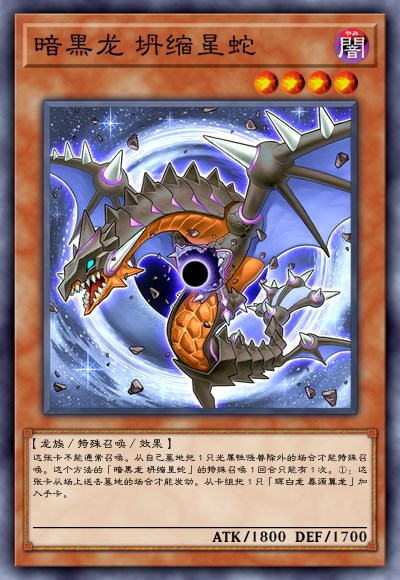 暗黑龙 坍缩星蛇
やみ
闇
【龙族／特殊召唤／效果】
这张卡不能通常召唤。从自己墓地把1只光属性怪兽除外的场合才能特殊召
唤。这个方法的「暗黑龙 坍缩星蛇」的特殊召唤1回合只能有1次。①：这
张卡从场上送去墓地的场合才能发动。从卡组把1只「辉白龙 暴源翼龙」加
入手卡。
ATK/1800 DEF/1700